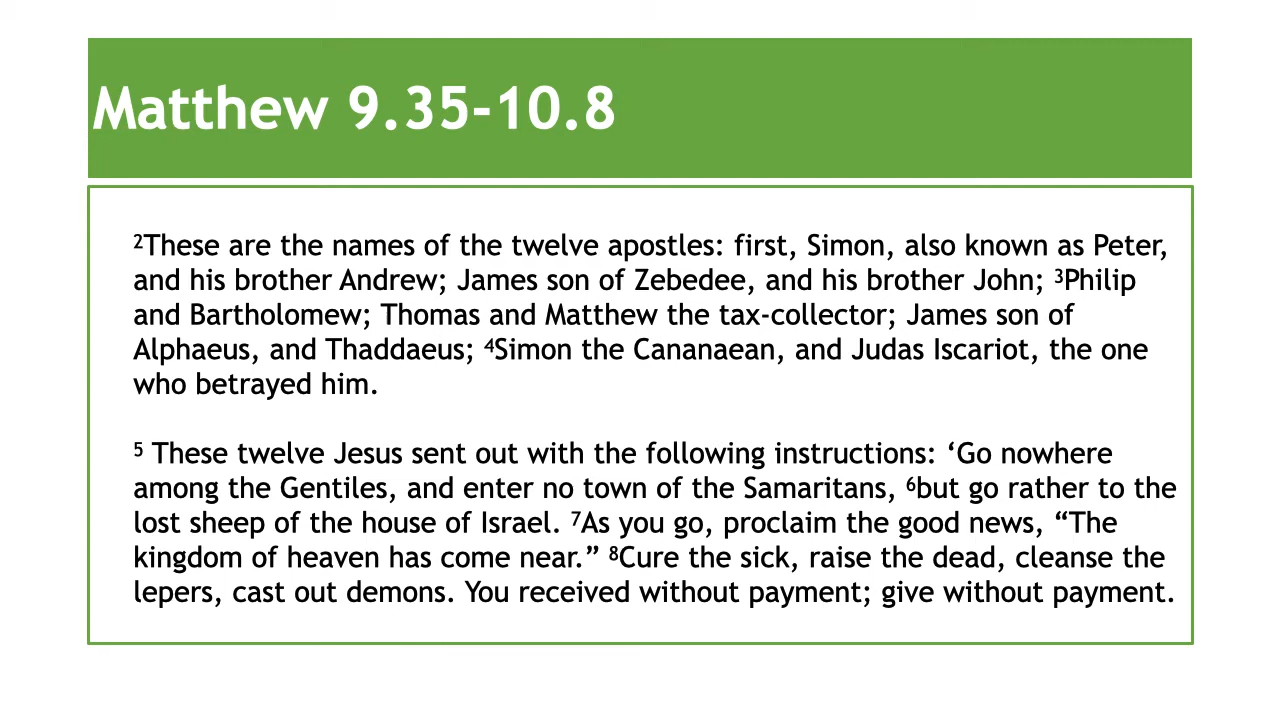 Matthew 9.35-10.8
²These are the names of the twelve apostles: first, Simon, also known as Peter,
and his brother Andrew; James son of Zebedee, and his brother John; ³Philip
and Bartholomew; Thomas and Matthew the tax-collector; James son of
Alphaeus, and Thaddaeus; ⁴Simon the Cananaean, and Judas Iscariot, the one
who betrayed him.
⁵ These twelve Jesus sent out with the following instructions: ‘Go nowhere
among the Gentiles, and enter no town of the Samaritans, ⁶but go rather to the
lost sheep of the house of Israel. ⁷As you go, proclaim the good news, “The
kingdom of heaven has come near.” ⁸Cure the sick, raise the dead, cleanse the
lepers, cast out demons. You received without payment; give without payment.